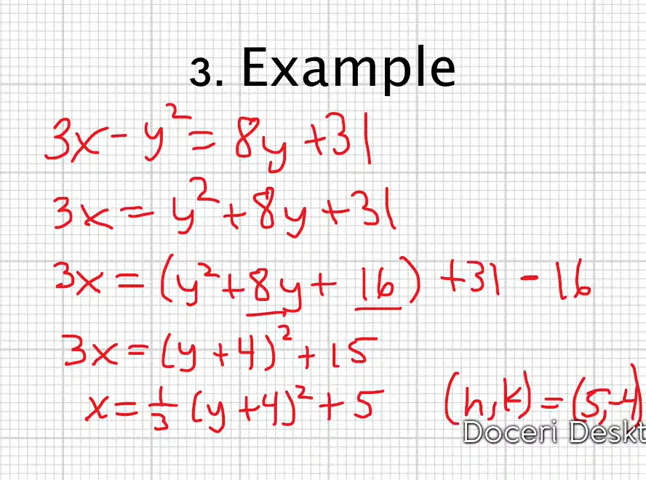 3. Example
3x - y² = 8y + 31
3x = y² + 8y + 31
3x = (y² + 8y + 16) + 31 - 16
3x = (y + 4)² + 15
x = 1/3 (y + 4)² + 5 (h, k) = (5, -4)
Doceri Deskt